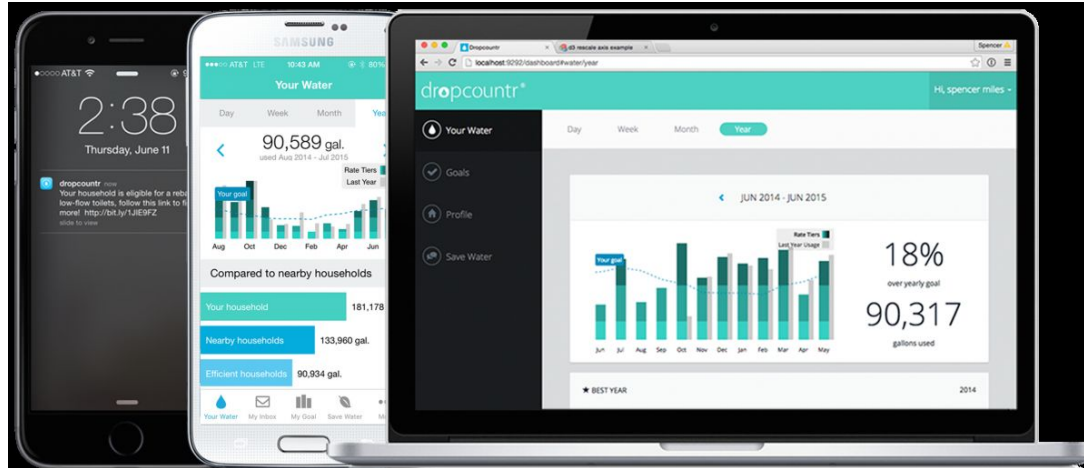 AT&T
2:38
Thursday, June 11
dropcountr now
Your household is eligible for a
low-flow toilets, follow this link to
more! http://bit.ly/1JIE9FZ
slide to view
SAMSUNG
AT&T LTE 10:43 AM 80%
Your Water
Day Week Month
90,589 gal.
used Aug 2014 - Jul 2015
Rate Tiers
Last Year
Your goal
Aug Oct Dec Feb Apr Jun
Compared to nearby households
Your household 181,178
Nearby households 133,960 gal.
Efficient households 90,934 gal.
Your Water My Inbox My Goal Save Water
Dropcountr d3 rescale axis example Spencer
localhost:9292/dashboard#water/year
dropcountr Hi, spencer miles
Your Water
Goals
Profile
Save Water
Day Week Month Year
JUN 2014 - JUN 2015
Rate Tiers
Last Year Usage
Your goal
Jun Jul Aug Sep Oct Nov Dec Jan Feb Mar Apr May
18%
over yearly goal
90,317
gallons used
★ BEST YEAR 2014